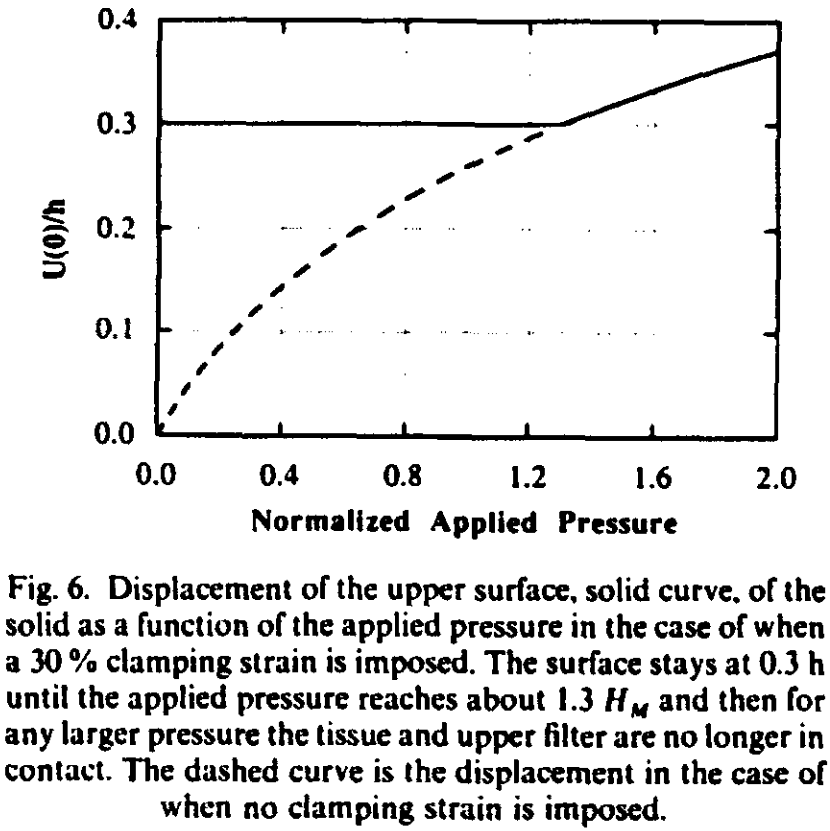 0.4
0.3
U(0)/h
0.2
0.1
0.0
0.0 0.4 0.8 1.2 1.6 2.0
Normalized Applied Pressure
Fig. 6. Displacement of the upper surface, solid curve, of the
solid as a function of the applied pressure in the case of when
a 30 % clamping strain is imposed. The surface stays at 0.3 h
until the applied pressure reaches about 1.3 H_M and then for
any larger pressure the tissue and upper filter are no longer in
contact. The dashed curve is the displacement in the case of
when no clamping strain is imposed.